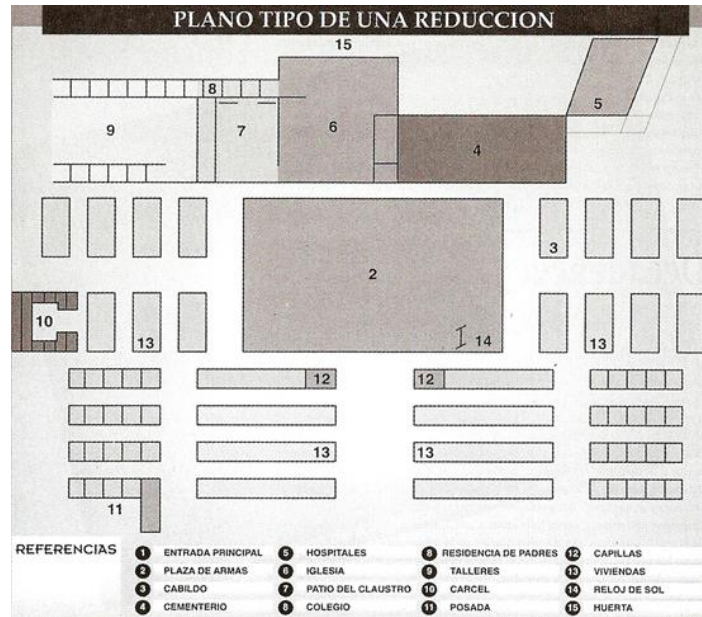 PLANO TIPO DE UNA REDUCCION
15
8
9
7
6
4
5
3
2
10
13
14
13
12
12
13
13
11
REFERENCIAS
1 ENTRADA PRINCIPAL
2 PLAZA DE ARMAS
3 CABILDO
4 CEMENTERIO
5 HOSPITALES
6 IGLESIA
7 PATIO DEL CLAUSTRO
8 COLEGIO
8 RESIDENCIA DE PADRES
9 TALLERES
10 CARCEL
11 POSADA
12 CAPILLAS
13 VIVIENDAS
14 RELOJ DE SOL
15 HUERTA